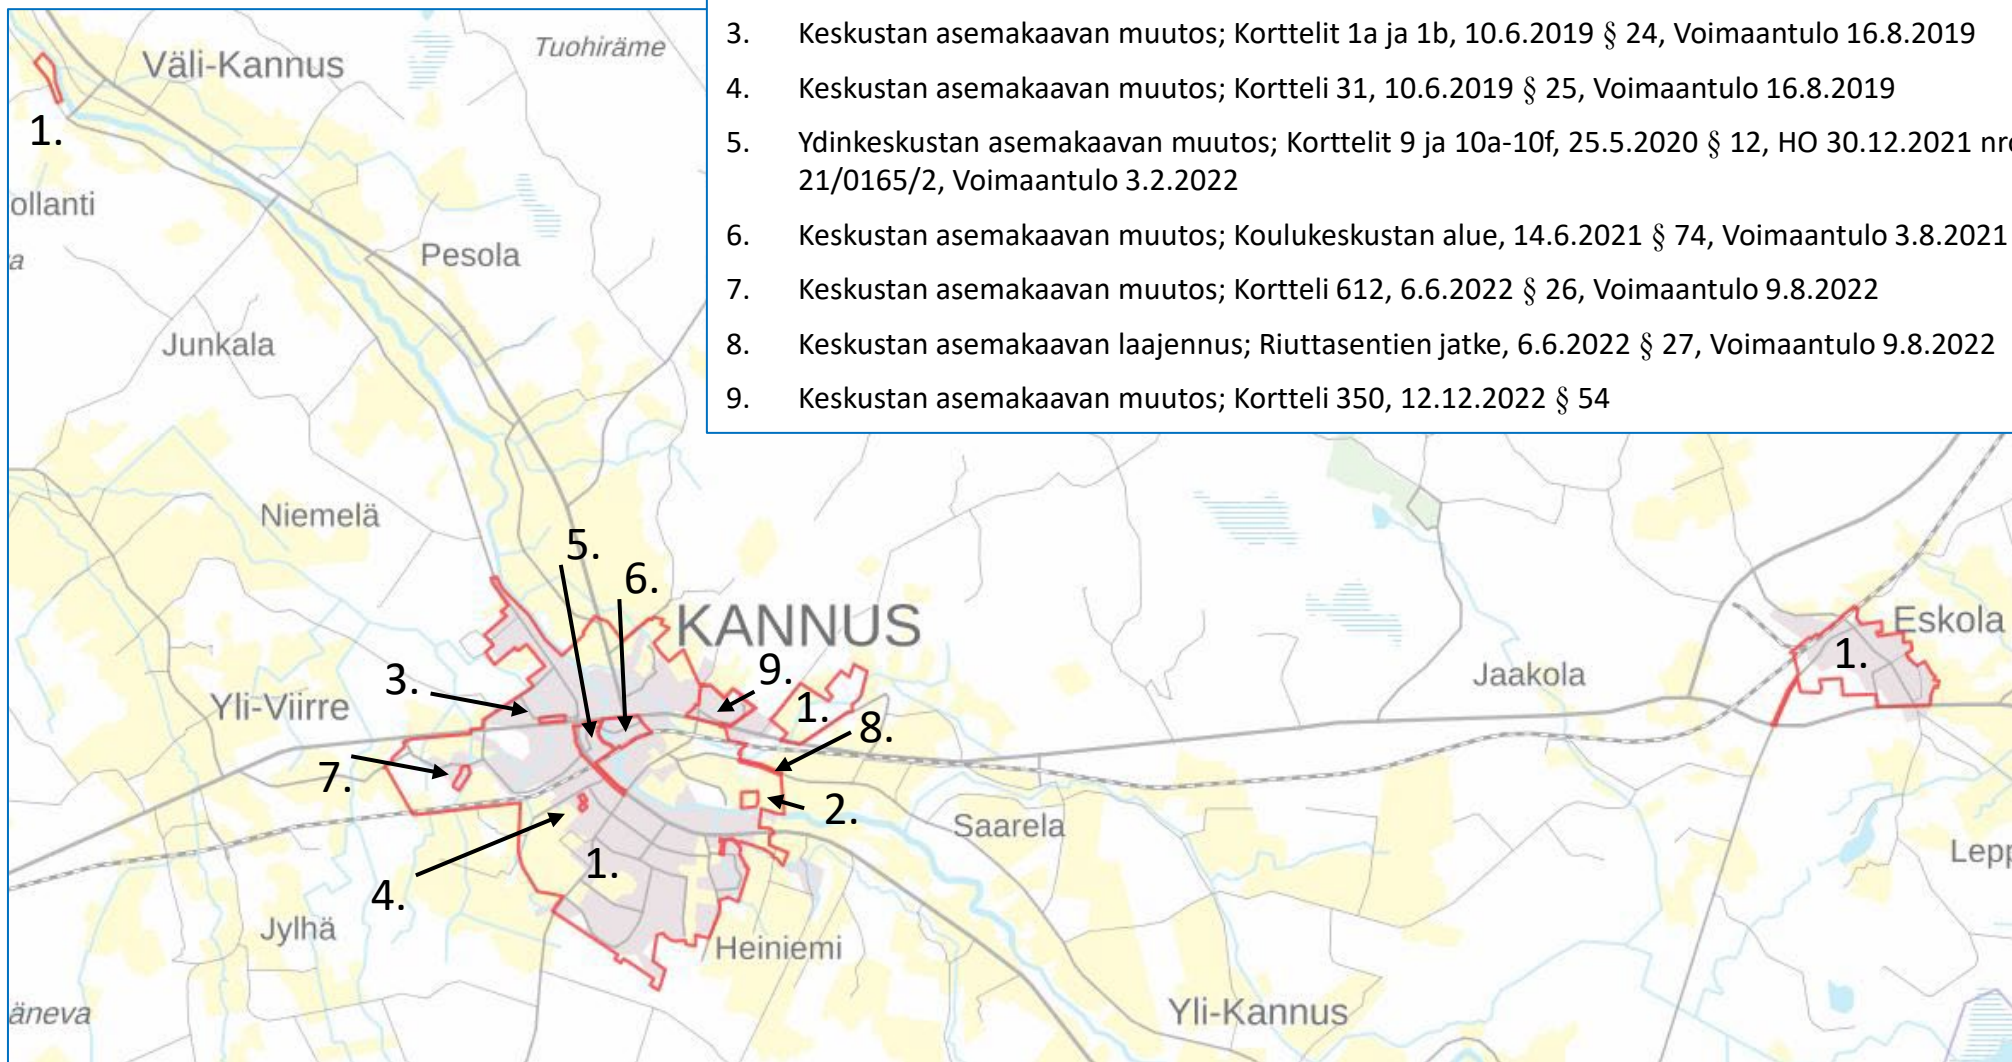 3. Keskustan asemakaavan muutos; Korttelit 1a ja 1b, 10.6.2019 § 24, Voimaantulo 16.8.2019
4. Keskustan asemakaavan muutos; Kortteli 31, 10.6.2019 § 25, Voimaantulo 16.8.2019
5. Ydinkeskustan asemakaavan muutos; Korttelit 9 ja 10a-10f, 25.5.2020 § 12, HO 30.12.2021 nro
21/0165/2, Voimaantulo 3.2.2022
6. Keskustan asemakaavan muutos; Koulukeskustan alue, 14.6.2021 § 74, Voimaantulo 3.8.2021
7. Keskustan asemakaavan muutos; Kortteli 612, 6.6.2022 § 26, Voimaantulo 9.8.2022
8. Keskustan asemakaavan laajennus; Riuttasentien jatke, 6.6.2022 § 27, Voimaantulo 9.8.2022
9. Keskustan asemakaavan muutos; Kortteli 350, 12.12.2022 § 54
Tuohiräme
Väli-Kannus
1.
ollanti
a
Pesola
Junkala
Niemelä
5.
6.
KANNUS
Eskola
1.
9.
3.
Jaakola
Yli-Viirre
1.
8.
7.
2.
Saarela
Lepp
1.
4.
Jylhä
Heiniemi
äneva
Yli-Kannus